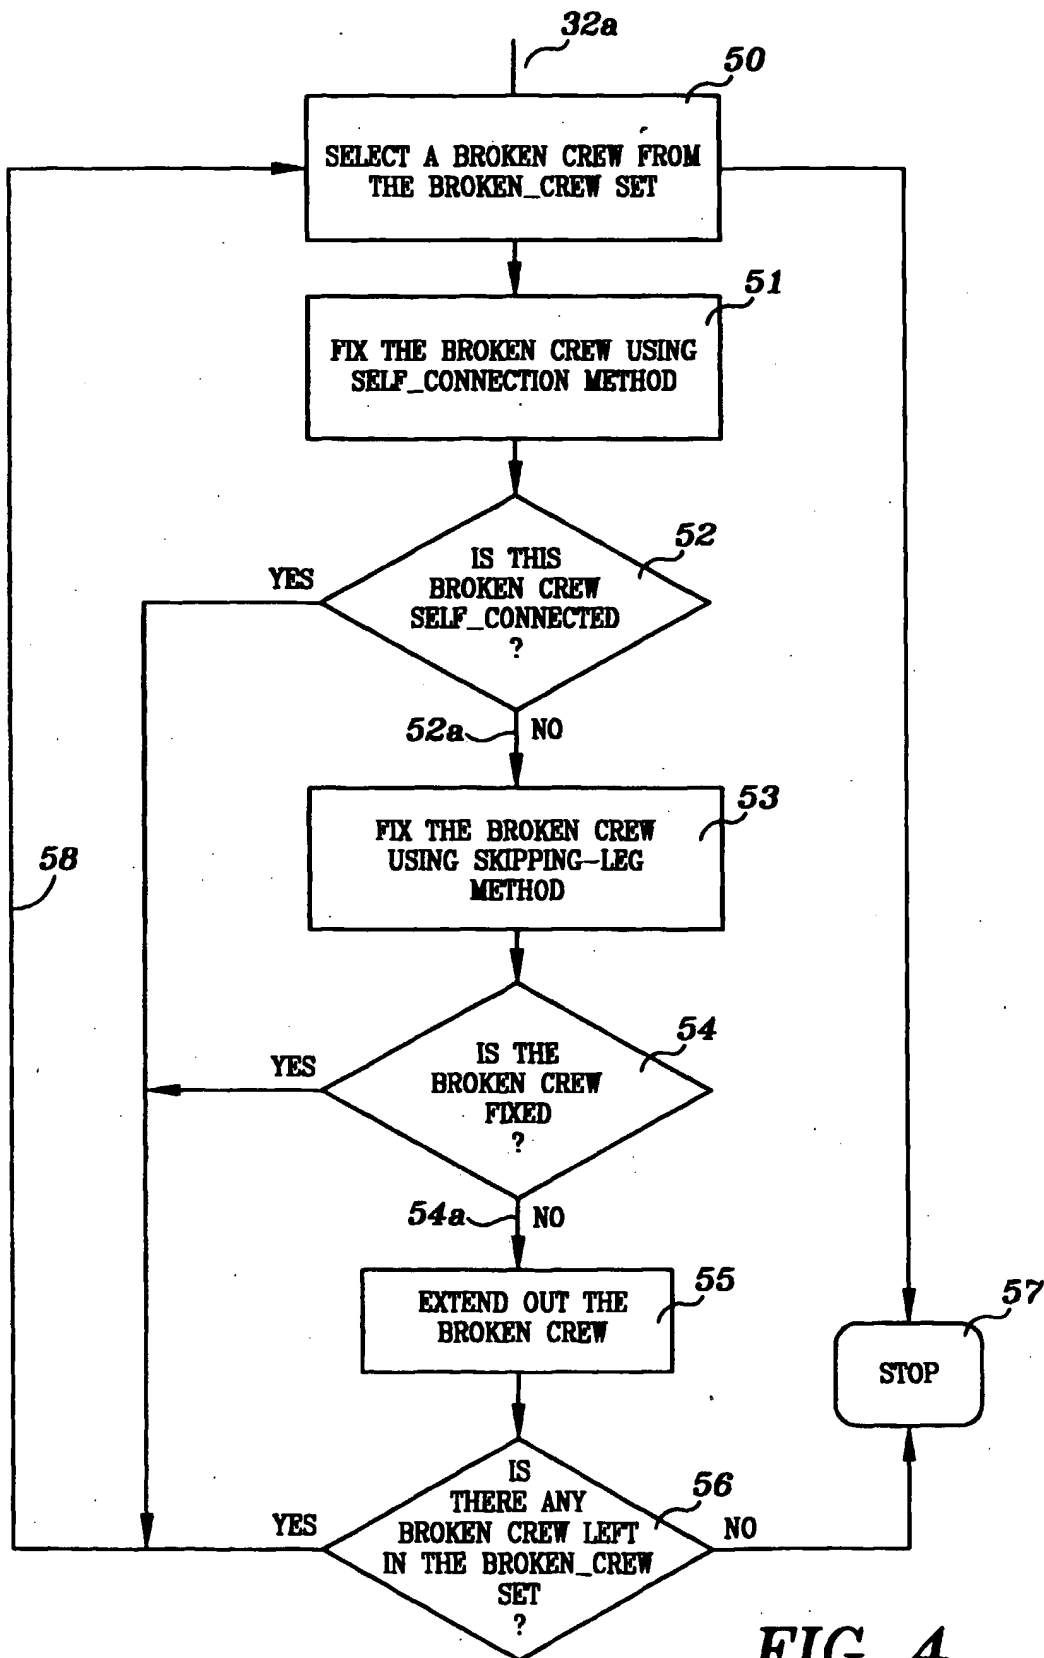 32a
50
SELECT A BROKEN CREW FROM
THE BROKEN_CREW SET
51
FIX THE BROKEN CREW USING
SELF_CONNECTION METHOD
52
IS THIS
BROKEN CREW
SELF_CONNECTED
?
YES
52a
NO
53
FIX THE BROKEN CREW
USING SKIPPING-LEG
METHOD
58
54
IS THE
BROKEN CREW
FIXED
?
YES
54a
NO
55
EXTEND OUT THE
BROKEN CREW
57
STOP
56
IS
THERE ANY
BROKEN CREW LEFT
IN THE BROKEN_CREW
SET
?
YES
NO
FIG. 4